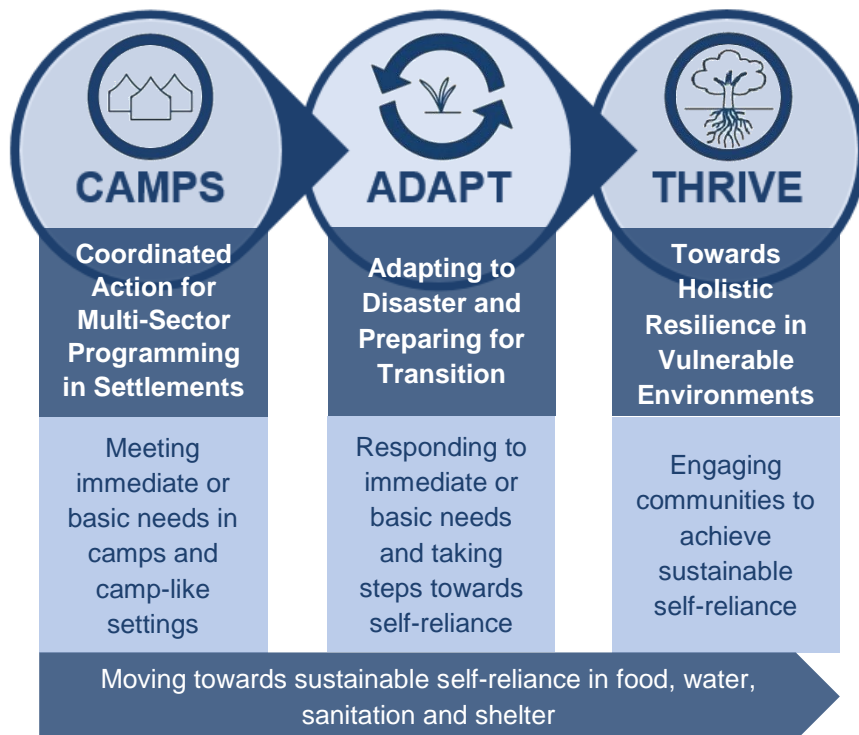 CAMPS
Coordinated
Action for
Multi-Sector
Programming
in Settlements
Meeting
immediate or
basic needs in
camps and
camp-like
settings
ADAPT
Adapting to
Disaster and
Preparing for
Transition
Responding to
immediate or
basic needs
and taking
steps towards
self-reliance
THRIVE
Towards
Holistic
Resilience in
Vulnerable
Environments
Engaging
communities to
achieve
sustainable
self-reliance
Moving towards sustainable self-reliance in food, water,
sanitation and shelter